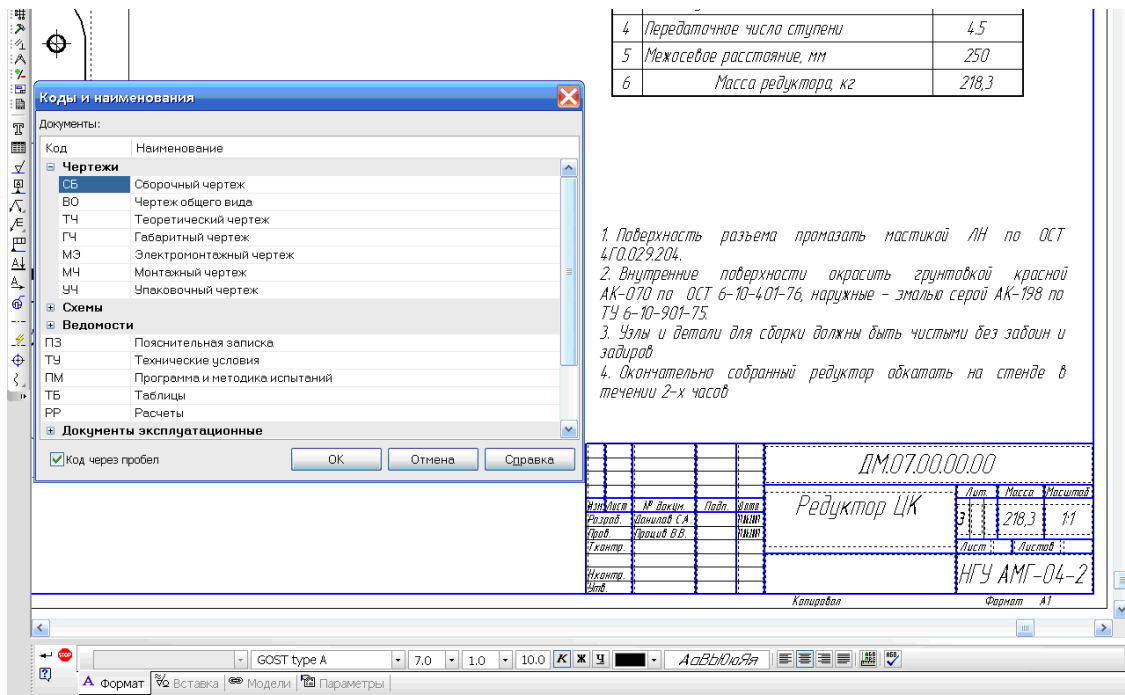 4 Передаточное число ступени 4.5
5 Межосевое расстояние, мм 250
6 Масса редуктора, кг 218,3
Коды и наименования
Документы:
Код Наименование
Чертежи
СБ Сборочный чертеж
ВО Чертеж общего вида
ТЧ Теоретический чертеж
ГЧ Габаритный чертеж
МЭ Электромонтажный чертеж
МЧ Монтажный чертеж
УЧ Упаковочный чертеж
Схемы
Ведомости
ПЗ Пояснительная записка
ТУ Технические условия
ПМ Программа и методика испытаний
ТБ Таблицы
РР Расчеты
Документы эксплуатационные
Код через пробел ОК Отмена Справка
1. Поверхность разъема промазать мастикой ЛН по ОСТ
4ГО.029.204.
2. Внутренние поверхности окрасить грунтовкой красной
АК-070 по ОСТ 6-10-401-76, наружные - эмалью серой АК-198 по
ТУ 6-10-901-75.
3. Узлы и детали для сборки должны быть чистыми без забоин и
задиров
4. Окончательно собранный редуктор обкатать на стенде в
течении 2-х часов
ДМ.07.00.00.00
Редуктор ЦК
Лит. Масса Масштаб
Изм Лист № докум. Подп. Дата
Разраб. Данилов С.А.
Пров. Процив В.В.
Т.контр.
Н.контр.
Утв.
З 218,3 1:1
Лист Листов
НГУ АМГ-04-2
Копировал Формат А1
GOST type A 7.0 1.0 10.0 К Ж Ч АаВbЮюЯя
Формат Вставка Модели Параметры